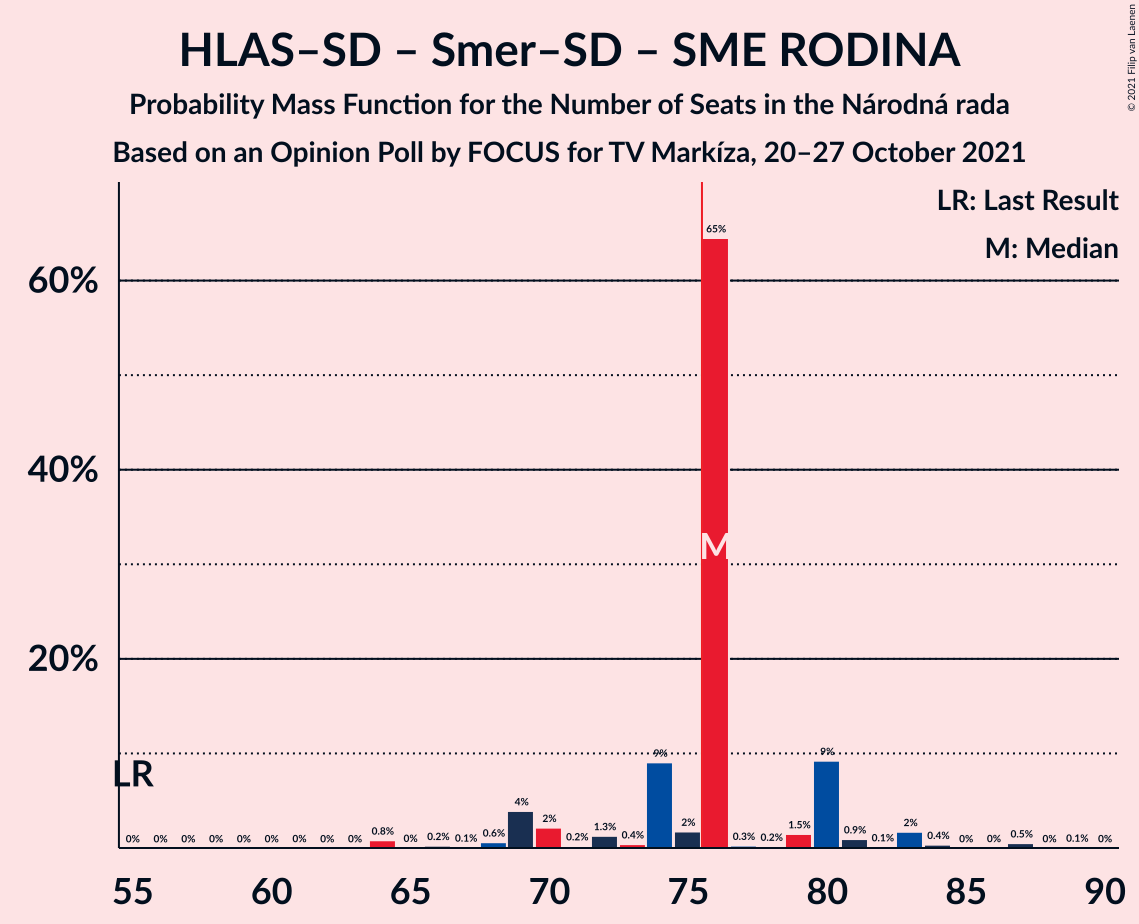 HLAS–SD – Smer–SD – SME RODINA
Probability Mass Function for the Number of Seats in the Národná rada
Based on an Opinion Poll by FOCUS for TV Markíza, 20–27 October 2021
© 2021 Filip van Laenen
LR: Last Result
M: Median
60%
40%
20%
LR
M
0% 0% 0% 0% 0% 0% 0% 0% 0% 0.8% 0% 0.2% 0.1% 0.6% 4% 2% 0.2% 1.3% 0.4% 9% 2% 65% 0.3% 0.2% 1.5% 9% 0.9% 0.1% 2% 0.4% 0% 0% 0.5% 0% 0.1% 0%
55 60 65 70 75 80 85 90